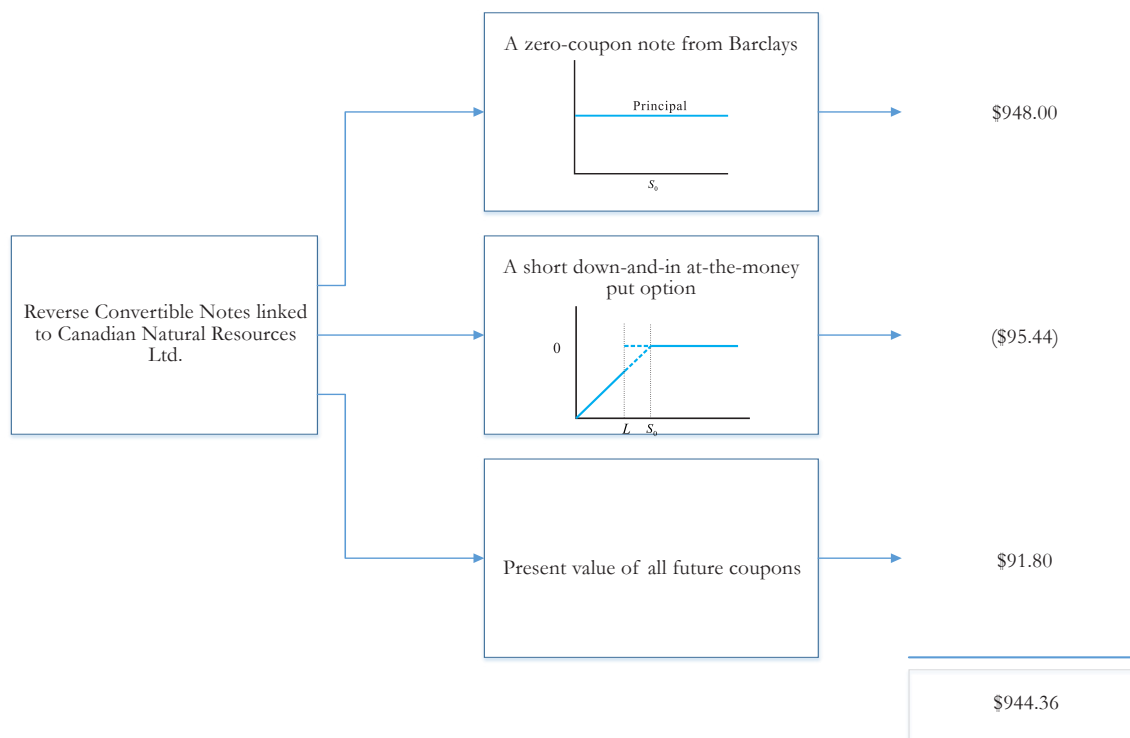 A zero-coupon note from Barclays
Principal
S₀
$948.00
Reverse Convertible Notes linked
to Canadian Natural Resources
Ltd.
A short down-and-in at-the-money
put option
0
L S₀
($95.44)
Present value of all future coupons
$91.80
$944.36